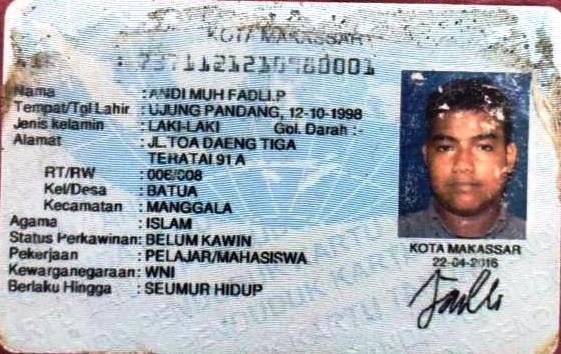 KOTA MAKASSAR
Nama : ANDI MUH FADLI.P
Tempat/Tgl Lahir : UJUNG PANDANG, 12-10-1998
Jenis kelamin : LAKI-LAKI Gol. Darah :-
Alamat : JL.TOA DAENG TIGA
TERATAI 91 A
RT/RW : 006/008
Kel/Desa : BATUA
Kecamatan : MANGGALA
Agama : ISLAM
Status Perkawinan: BELUM KAWIN
Pekerjaan : PELAJAR/MAHASISWA
Kewarganegaraan: WNI
Berlaku Hingga : SEUMUR HIDUP
KOTA MAKASSAR
22-04-2016